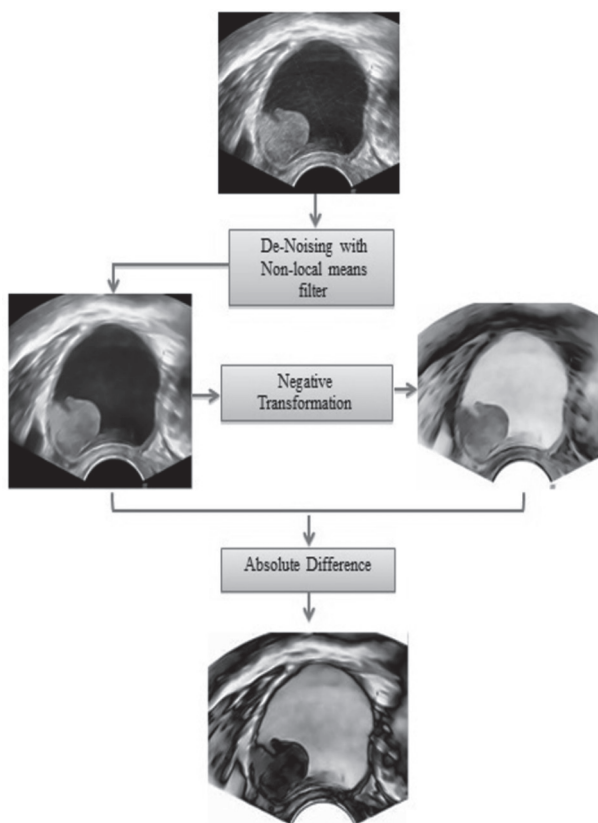 De-Noising with
Non-local means
filter
Negative
Transformation
Absolute Difference